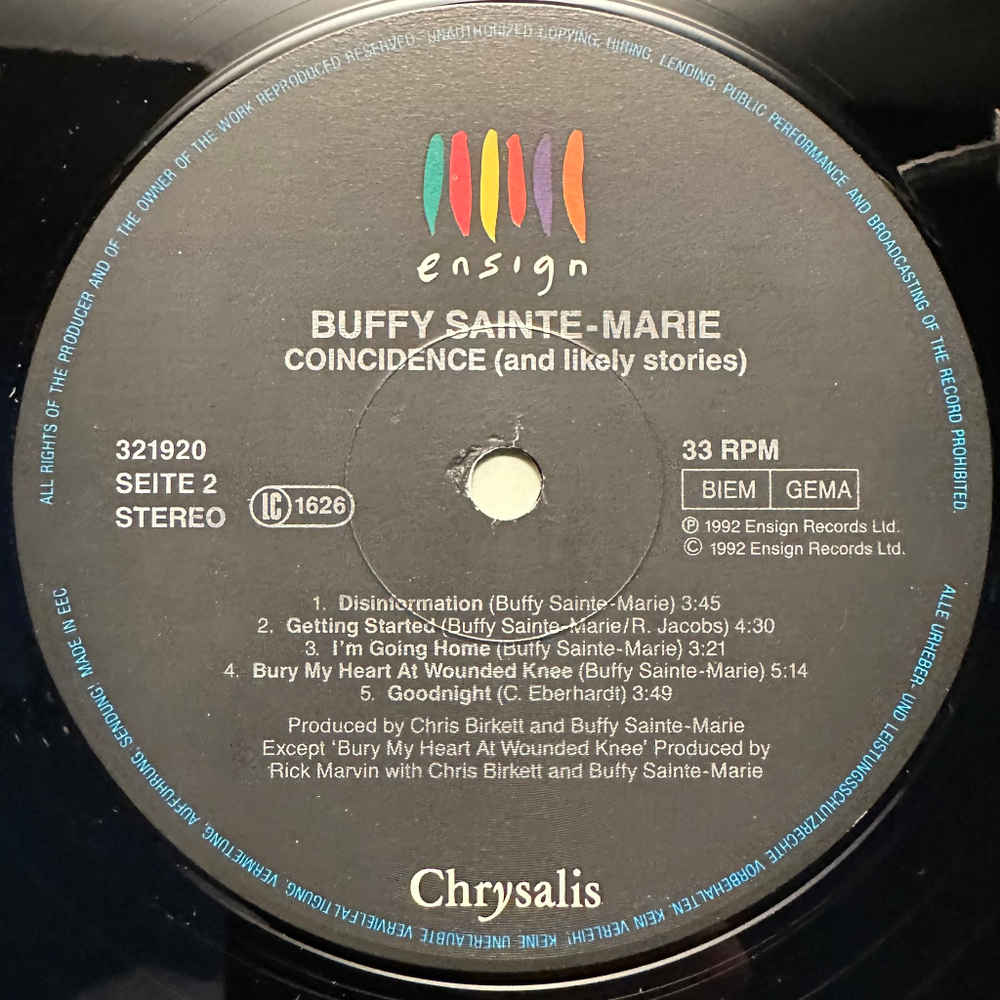 ALL RIGHTS OF THE PRODUCER AND OF THE OWNER OF THE WORK REPRODUCED RESERVED. UNAUTHORIZED COPYING, HIRING, LENDING, PUBLIC PERFORMANCE AND BROADCASTING OF THE RECORD PROHIBITED.
ensign
BUFFY SAINTE-MARIE
COINCIDENCE (and likely stories)
321920
SEITE 2
STEREO
LC 1626
33 RPM
BIEM GEMA
℗ 1992 Ensign Records Ltd.
© 1992 Ensign Records Ltd.
1. Disinformation (Buffy Sainte-Marie) 3:45
2. Getting Started (Buffy Sainte-Marie/R. Jacobs) 4:30
3. I'm Going Home (Buffy Sainte-Marie) 3:21
4. Bury My Heart At Wounded Knee (Buffy Sainte-Marie) 5:14
5. Goodnight (C. Eberhardt) 3:49
Produced by Chris Birkett and Buffy Sainte-Marie
Except 'Bury My Heart At Wounded Knee' Produced by
Rick Marvin with Chris Birkett and Buffy Sainte-Marie
Chrysalis
ALLE URHEBER- UND LEISTUNGSSCHUTZRECHTE VORBEHALTEN. KEIN VERLEIH! KEINE UNERLAUBTE VERVIELFALTIGUNG, VERMIETUNG, AUFFUHRUNG, SENDUNG! MADE IN EEC